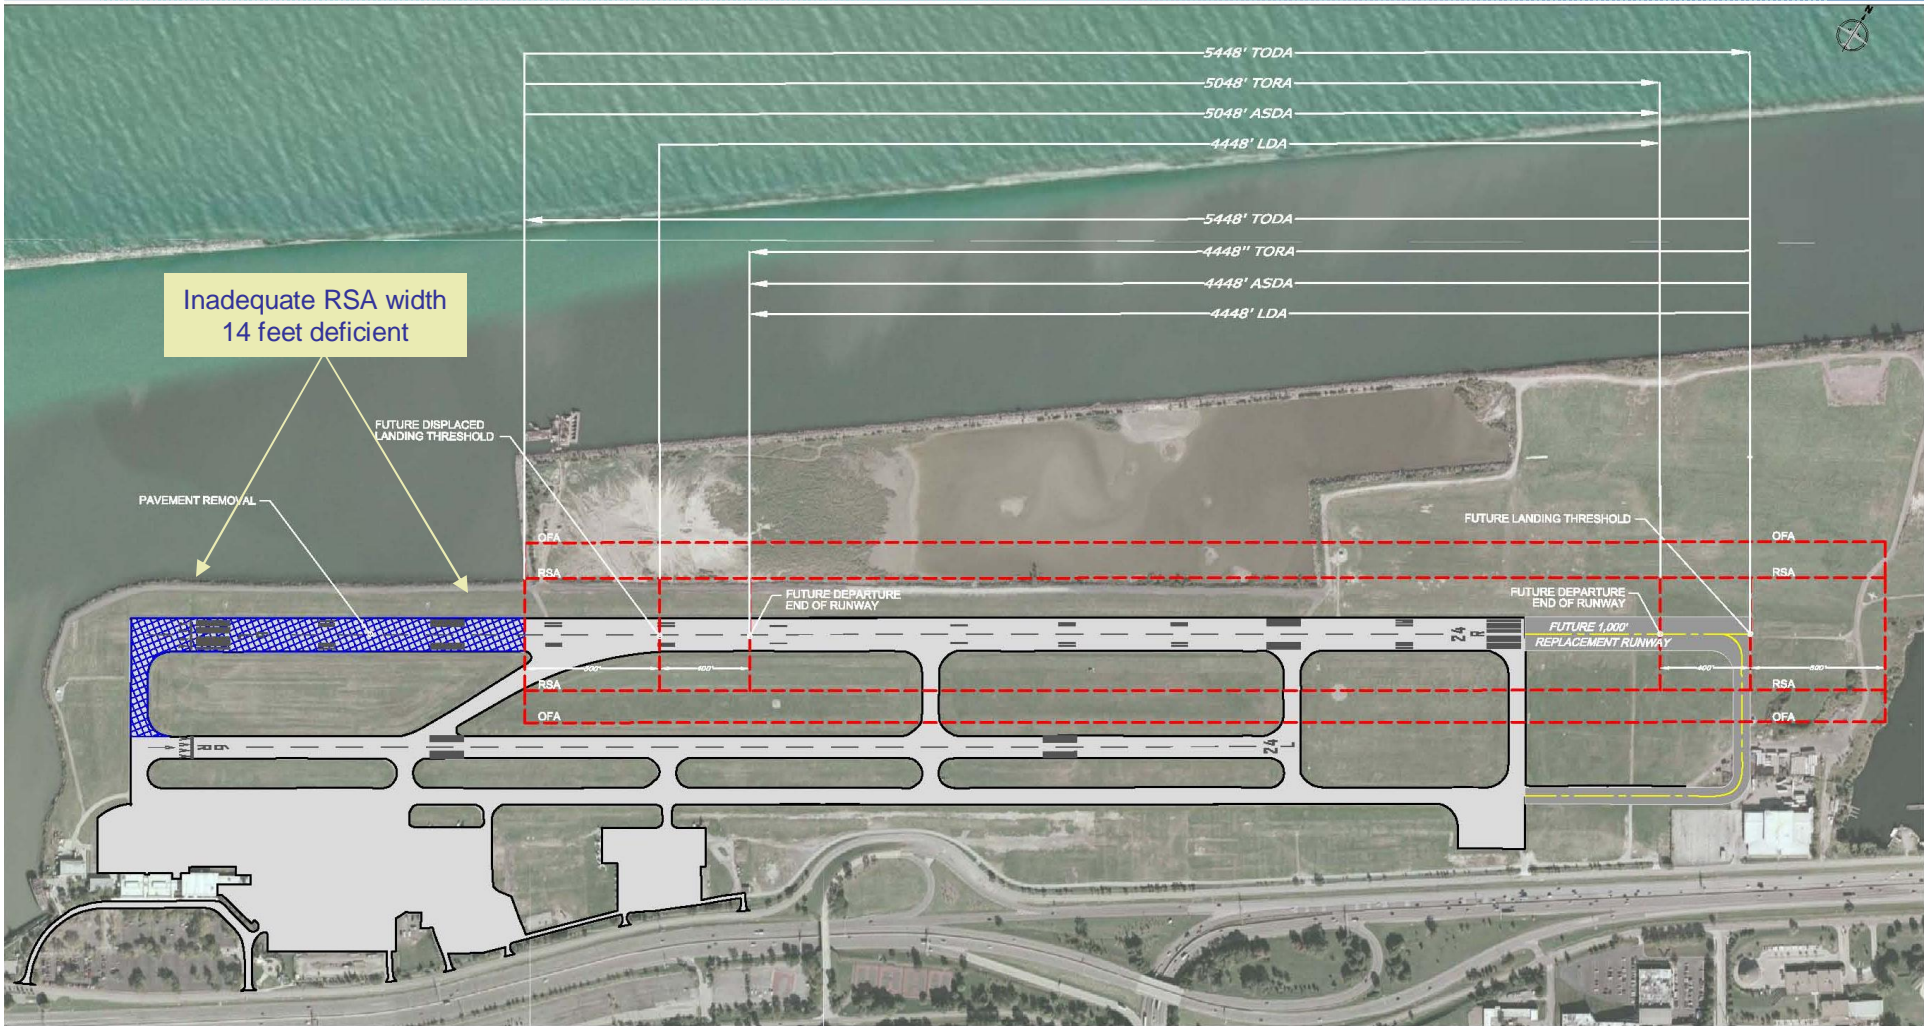 N
5448' TODA
5048' TORA
5048' ASDA
4448' LDA
5448' TODA
4448'' TORA
4448' ASDA
4448' LDA
Inadequate RSA width
14 feet deficient
FUTURE DISPLACED
LANDING THRESHOLD
PAVEMENT REMOVAL
FUTURE LANDING THRESHOLD
OFA
OFA
RSA
RSA
FUTURE DEPARTURE
END OF RUNWAY
FUTURE DEPARTURE
END OF RUNWAY
24
R
FUTURE 1,000'
REPLACEMENT RUNWAY
400'
RSA
RSA
OFA
OFA
24
L